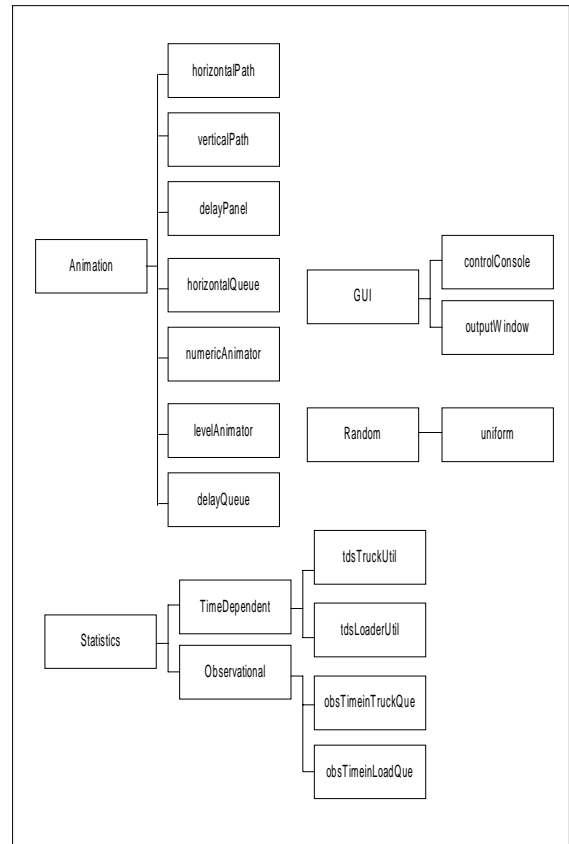 horizontalPath
verticalPath
delayPanel
Animation
horizontalQueue
numericAnimator
levelAnimator
delayQueue
controlConsole
GUI
outputWindow
Random
uniform
tdsTruckUtil
TimeDependent
tdsLoaderUtil
Statistics
Observational
obsTimeinTruckQue
obsTimeinLoadQue